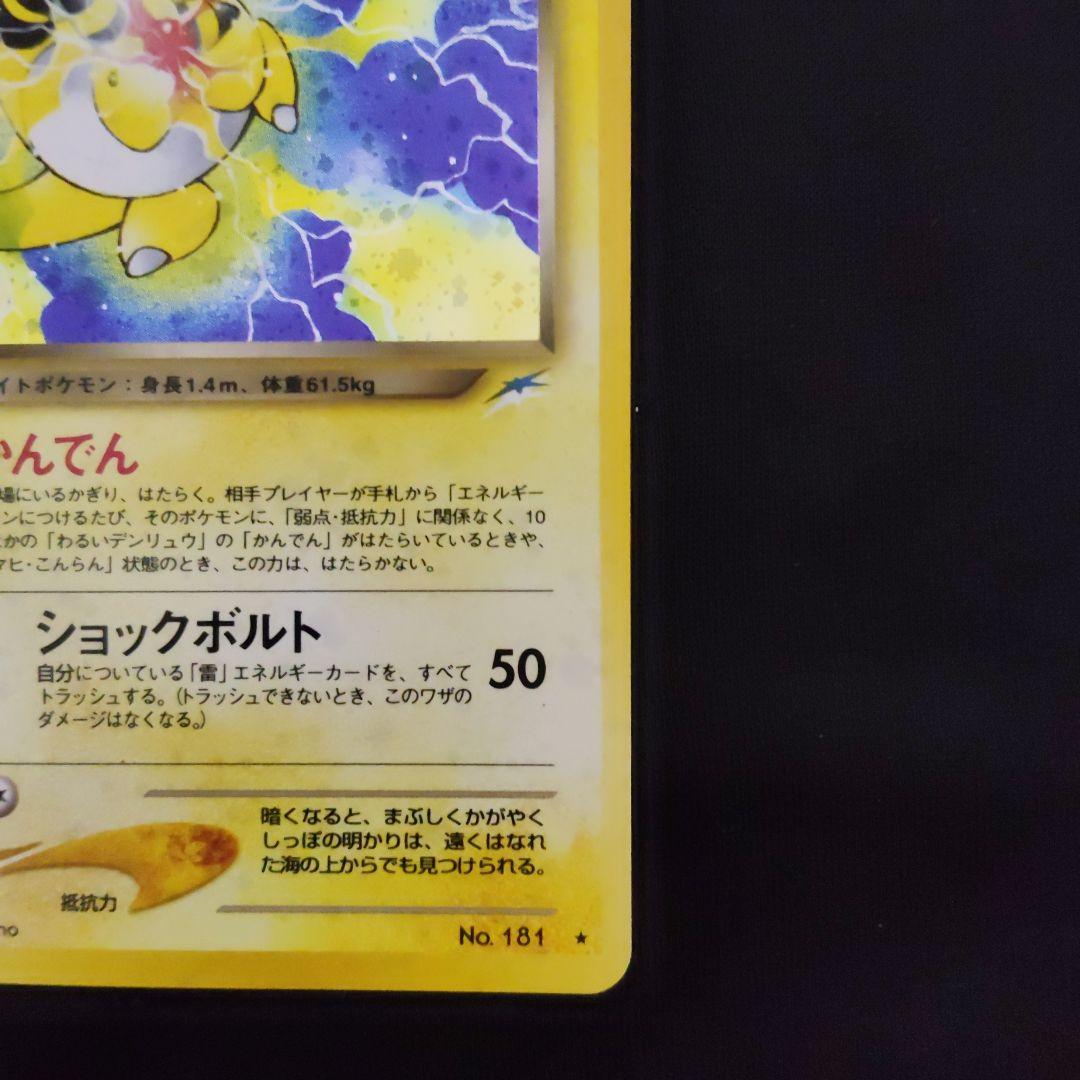 イトポケモン：身長1.4m、体重61.5kg
かんでん
場にいるかぎり、はたらく。相手プレイヤーが手札から「エネルギー
ンにつけるたび、そのポケモンに、「弱点・抵抗力」に関係なく、10
かの「わるいデンリュウ」の「かんでん」がはたらいているときや、
マヒ・こんらん」状態のとき、この力は、はたらかない。
ショックボルト
自分についている「雷」エネルギーカードを、すべて
トラッシュする。（トラッシュできないとき、このワザの
ダメージはなくなる。）
50
暗くなると、まぶしくかがやく
しっぽの明かりは、遠くはなれ
た海の上からでも見つけられる。
抵抗力
no
No. 181 ★